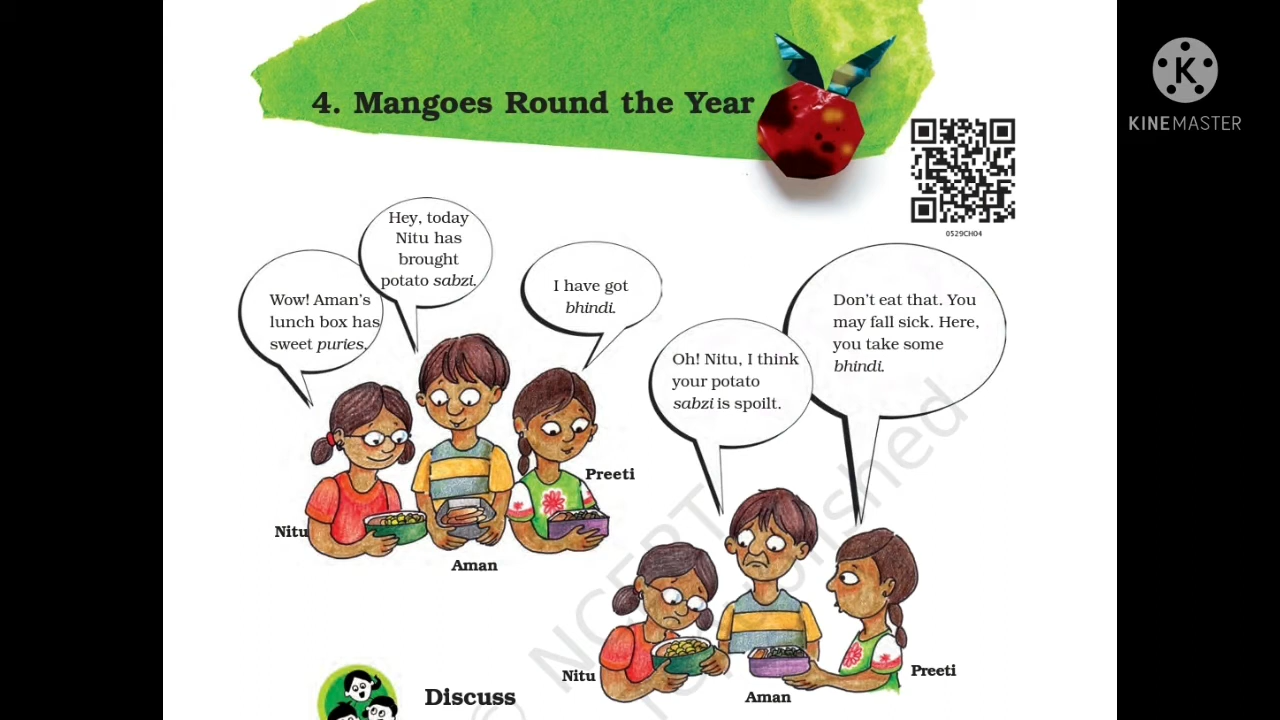 4. Mangoes Round the Year
KINEMASTER
0529CH04
Hey, today
Nitu has
brought
potato sabzi.
Wow! Aman's
lunch box has
sweet puries.
I have got
bhindi.
Don't eat that. You
may fall sick. Here,
you take some
bhindi.
Oh! Nitu, I think
your potato
sabzi is spoilt.
Preeti
Nitu
Aman
Nitu
Aman
Preeti
Discuss
© NCERT